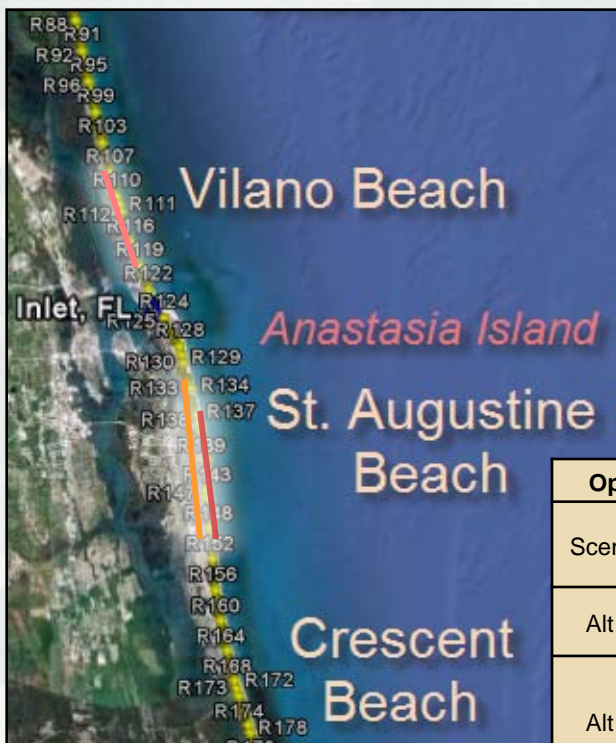 R88
R91
R92
R95
R96
R99
R103
R107
R110
R111
R112
R116
R119
R122
Vilano Beach
R124
Inlet, FL
R125
R128
Anastasia Island
R129
R130
R133
R134
R137
St. Augustine
Beach
R143
R147
R148
R152
R156
R160
R164
R168
R172
R173
R174
R178
Crescent
Beach
Op
Scen
Alt
Alt